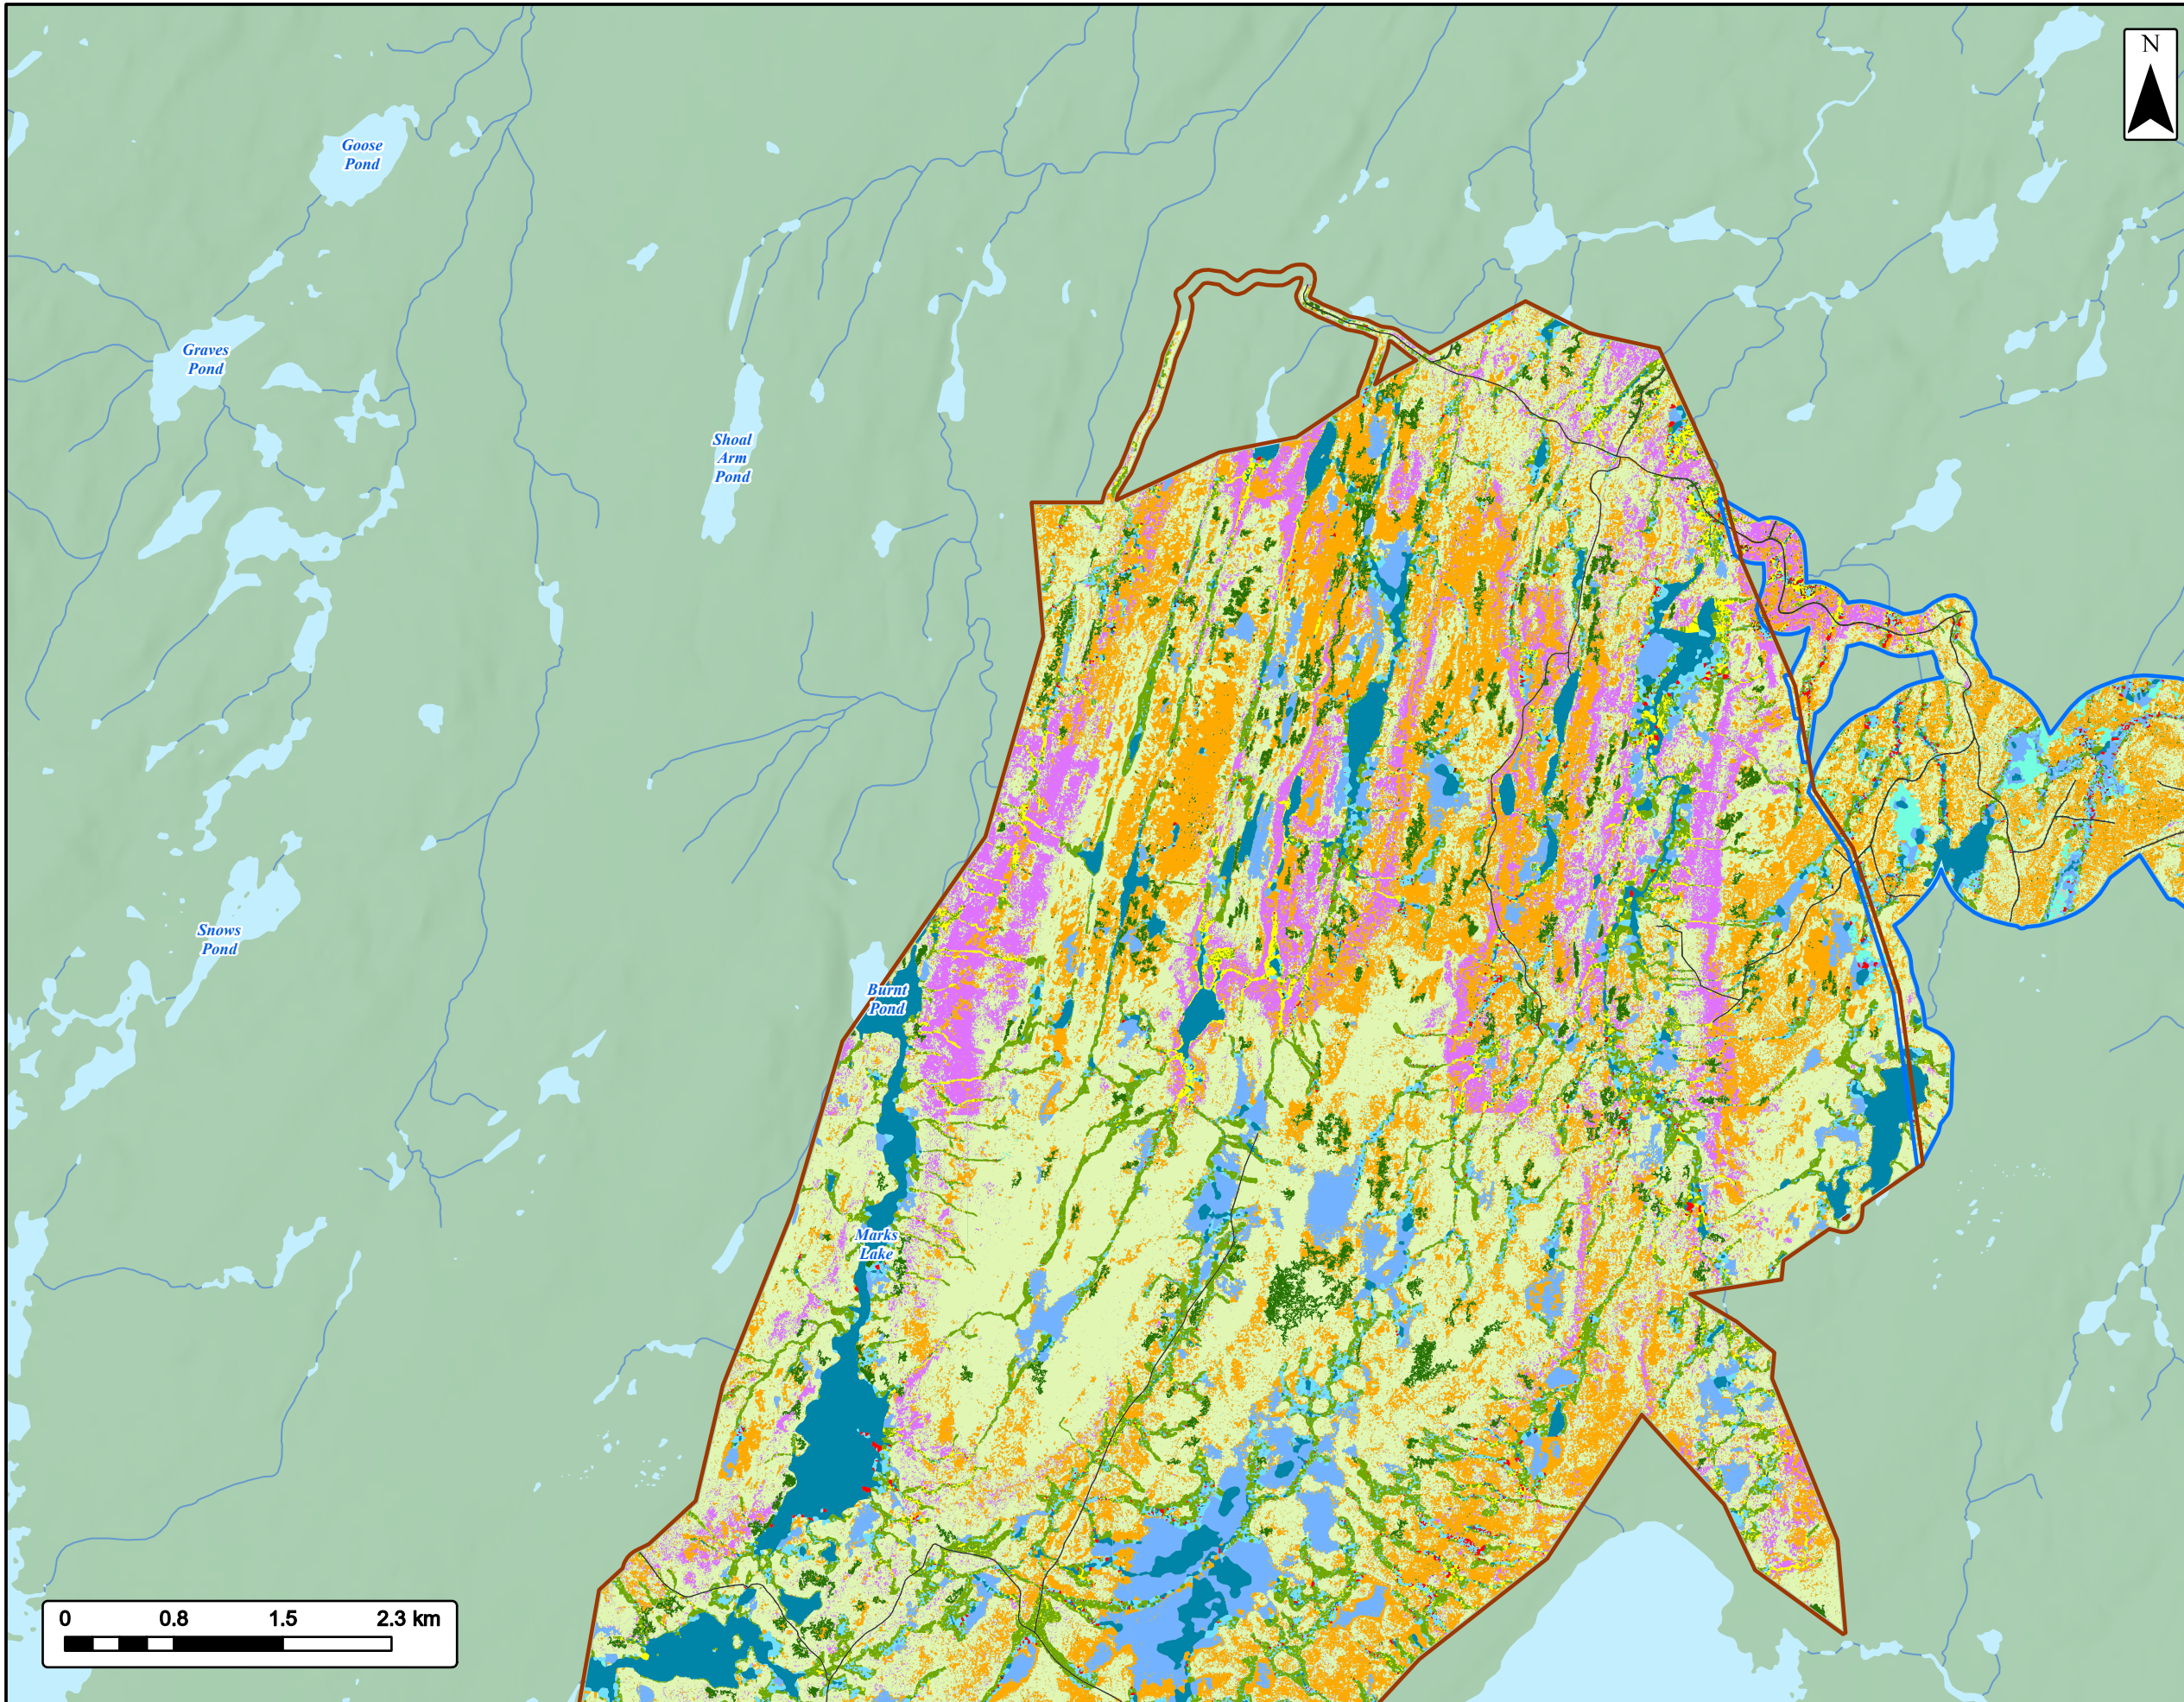 N
Goose
Pond
Graves
Pond
Shoal
Arm
Pond
Snows
Pond
Burnt
Pond
Marks
Lake
0 0.8 1.5 2.3 km